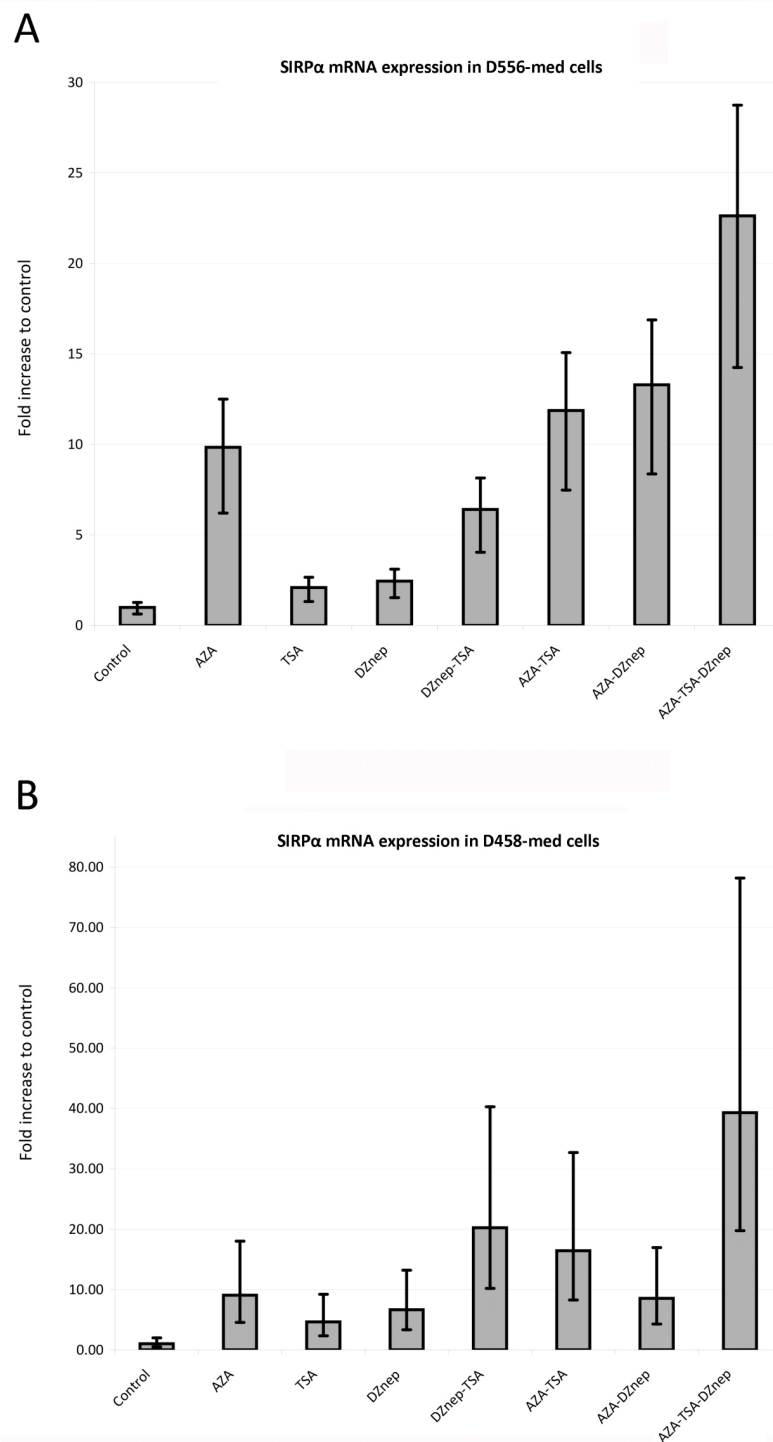 A
SIRPα mRNA expression in D556-med cells
30
25
20
15
10
5
0
Fold increase to control
Control
AZA
TSA
DZnep
DZnep-TSA
AZA-TSA
AZA-DZnep
AZA-TSA-DZnep
B
SIRPα mRNA expression in D458-med cells
80.00
70.00
60.00
50.00
40.00
30.00
20.00
10.00
0.00
Fold increase to control
Control
AZA
TSA
DZnep
DZnep-TSA
AZA-TSA
AZA-DZnep
AZA-TSA-DZnep